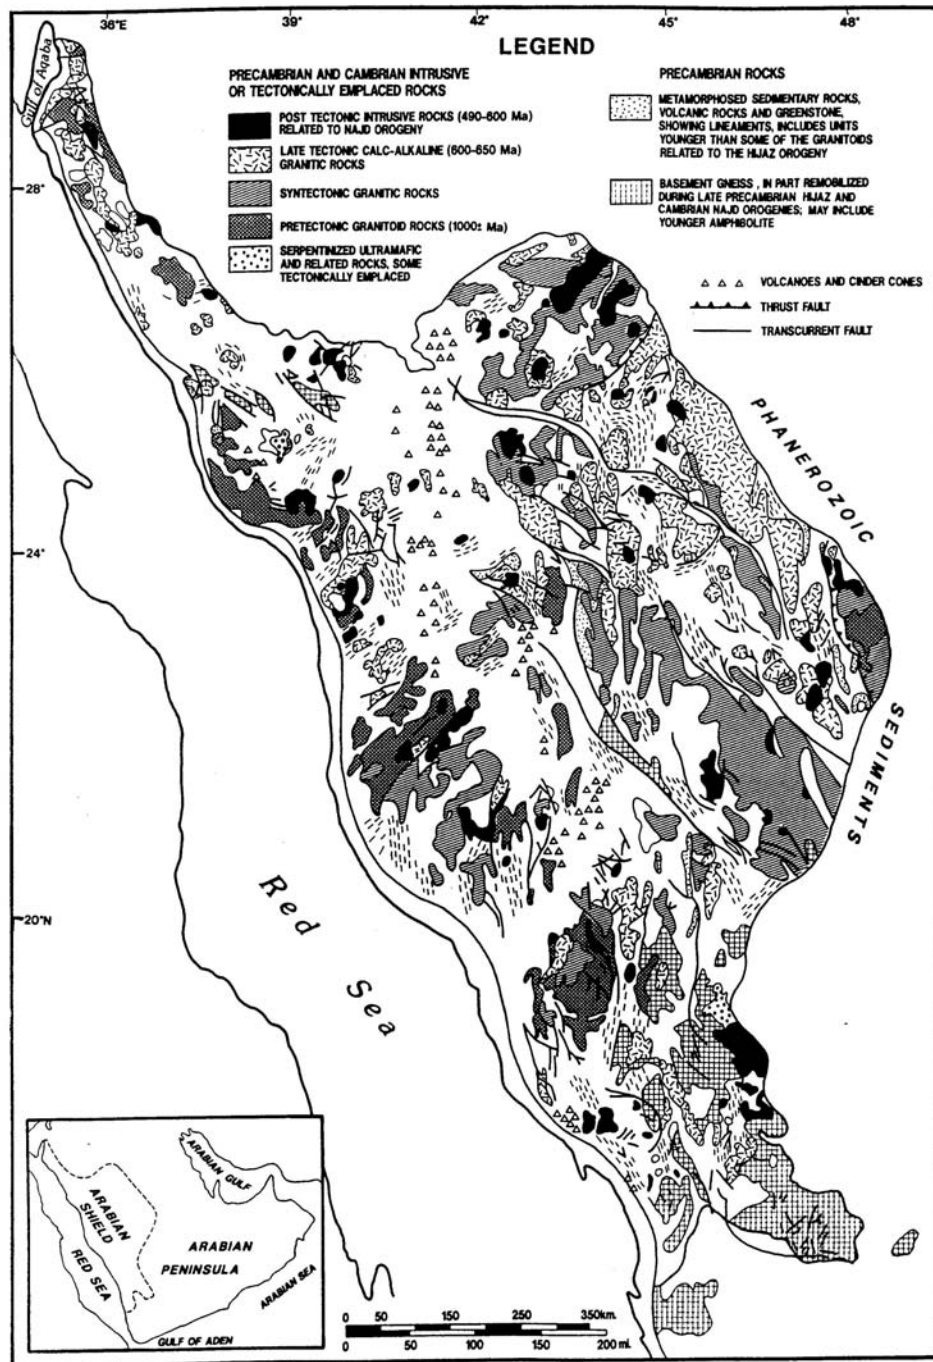 36°E 39° 42° 45° 48°
LEGEND
PRECAMBRIAN AND CAMBRIAN INTRUSIVE
OR TECTONICALLY EMPLACED ROCKS
POST TECTONIC INTRUSIVE ROCKS (490-600 Ma)
RELATED TO NAJD OROGENY
LATE TECTONIC CALC-ALKALINE (600-650 Ma)
GRANITIC ROCKS
SYNTECTONIC GRANITIC ROCKS
PRETECTONIC GRANITOID ROCKS (1000± Ma)
SERPENTINIZED ULTRAMAFIC
AND RELATED ROCKS, SOME
TECTONICALLY EMPLACED
PRECAMBRIAN ROCKS
METAMORPHOSED SEDIMENTARY ROCKS,
VOLCANIC ROCKS AND GREENSTONE,
SHOWING LINEAMENTS, INCLUDES UNITS
YOUNGER THAN SOME OF THE GRANITOIDS
RELATED TO THE HIJAZ OROGENY
BASEMENT GNEISS, IN PART REMOBILIZED
DURING LATE PRECAMBRIAN HIJAZ AND
CAMBRIAN NAJD OROGENIES; MAY INCLUDE
YOUNGER AMPHIBOLITE
VOLCANOES AND CINDER CONES
THRUST FAULT
TRANSCURRENT FAULT
Gulf of Aqaba
28°
24°
20°N
PHANEROZOIC
SEDIMENTS
Red Sea
ARABIAN GULF
ARABIAN
SHIELD
RED SEA
ARABIAN
PENINSULA
ARABIAN SEA
GULF OF ADEN
0 50 150 250 350km.
0 50 100 150 200 mi.